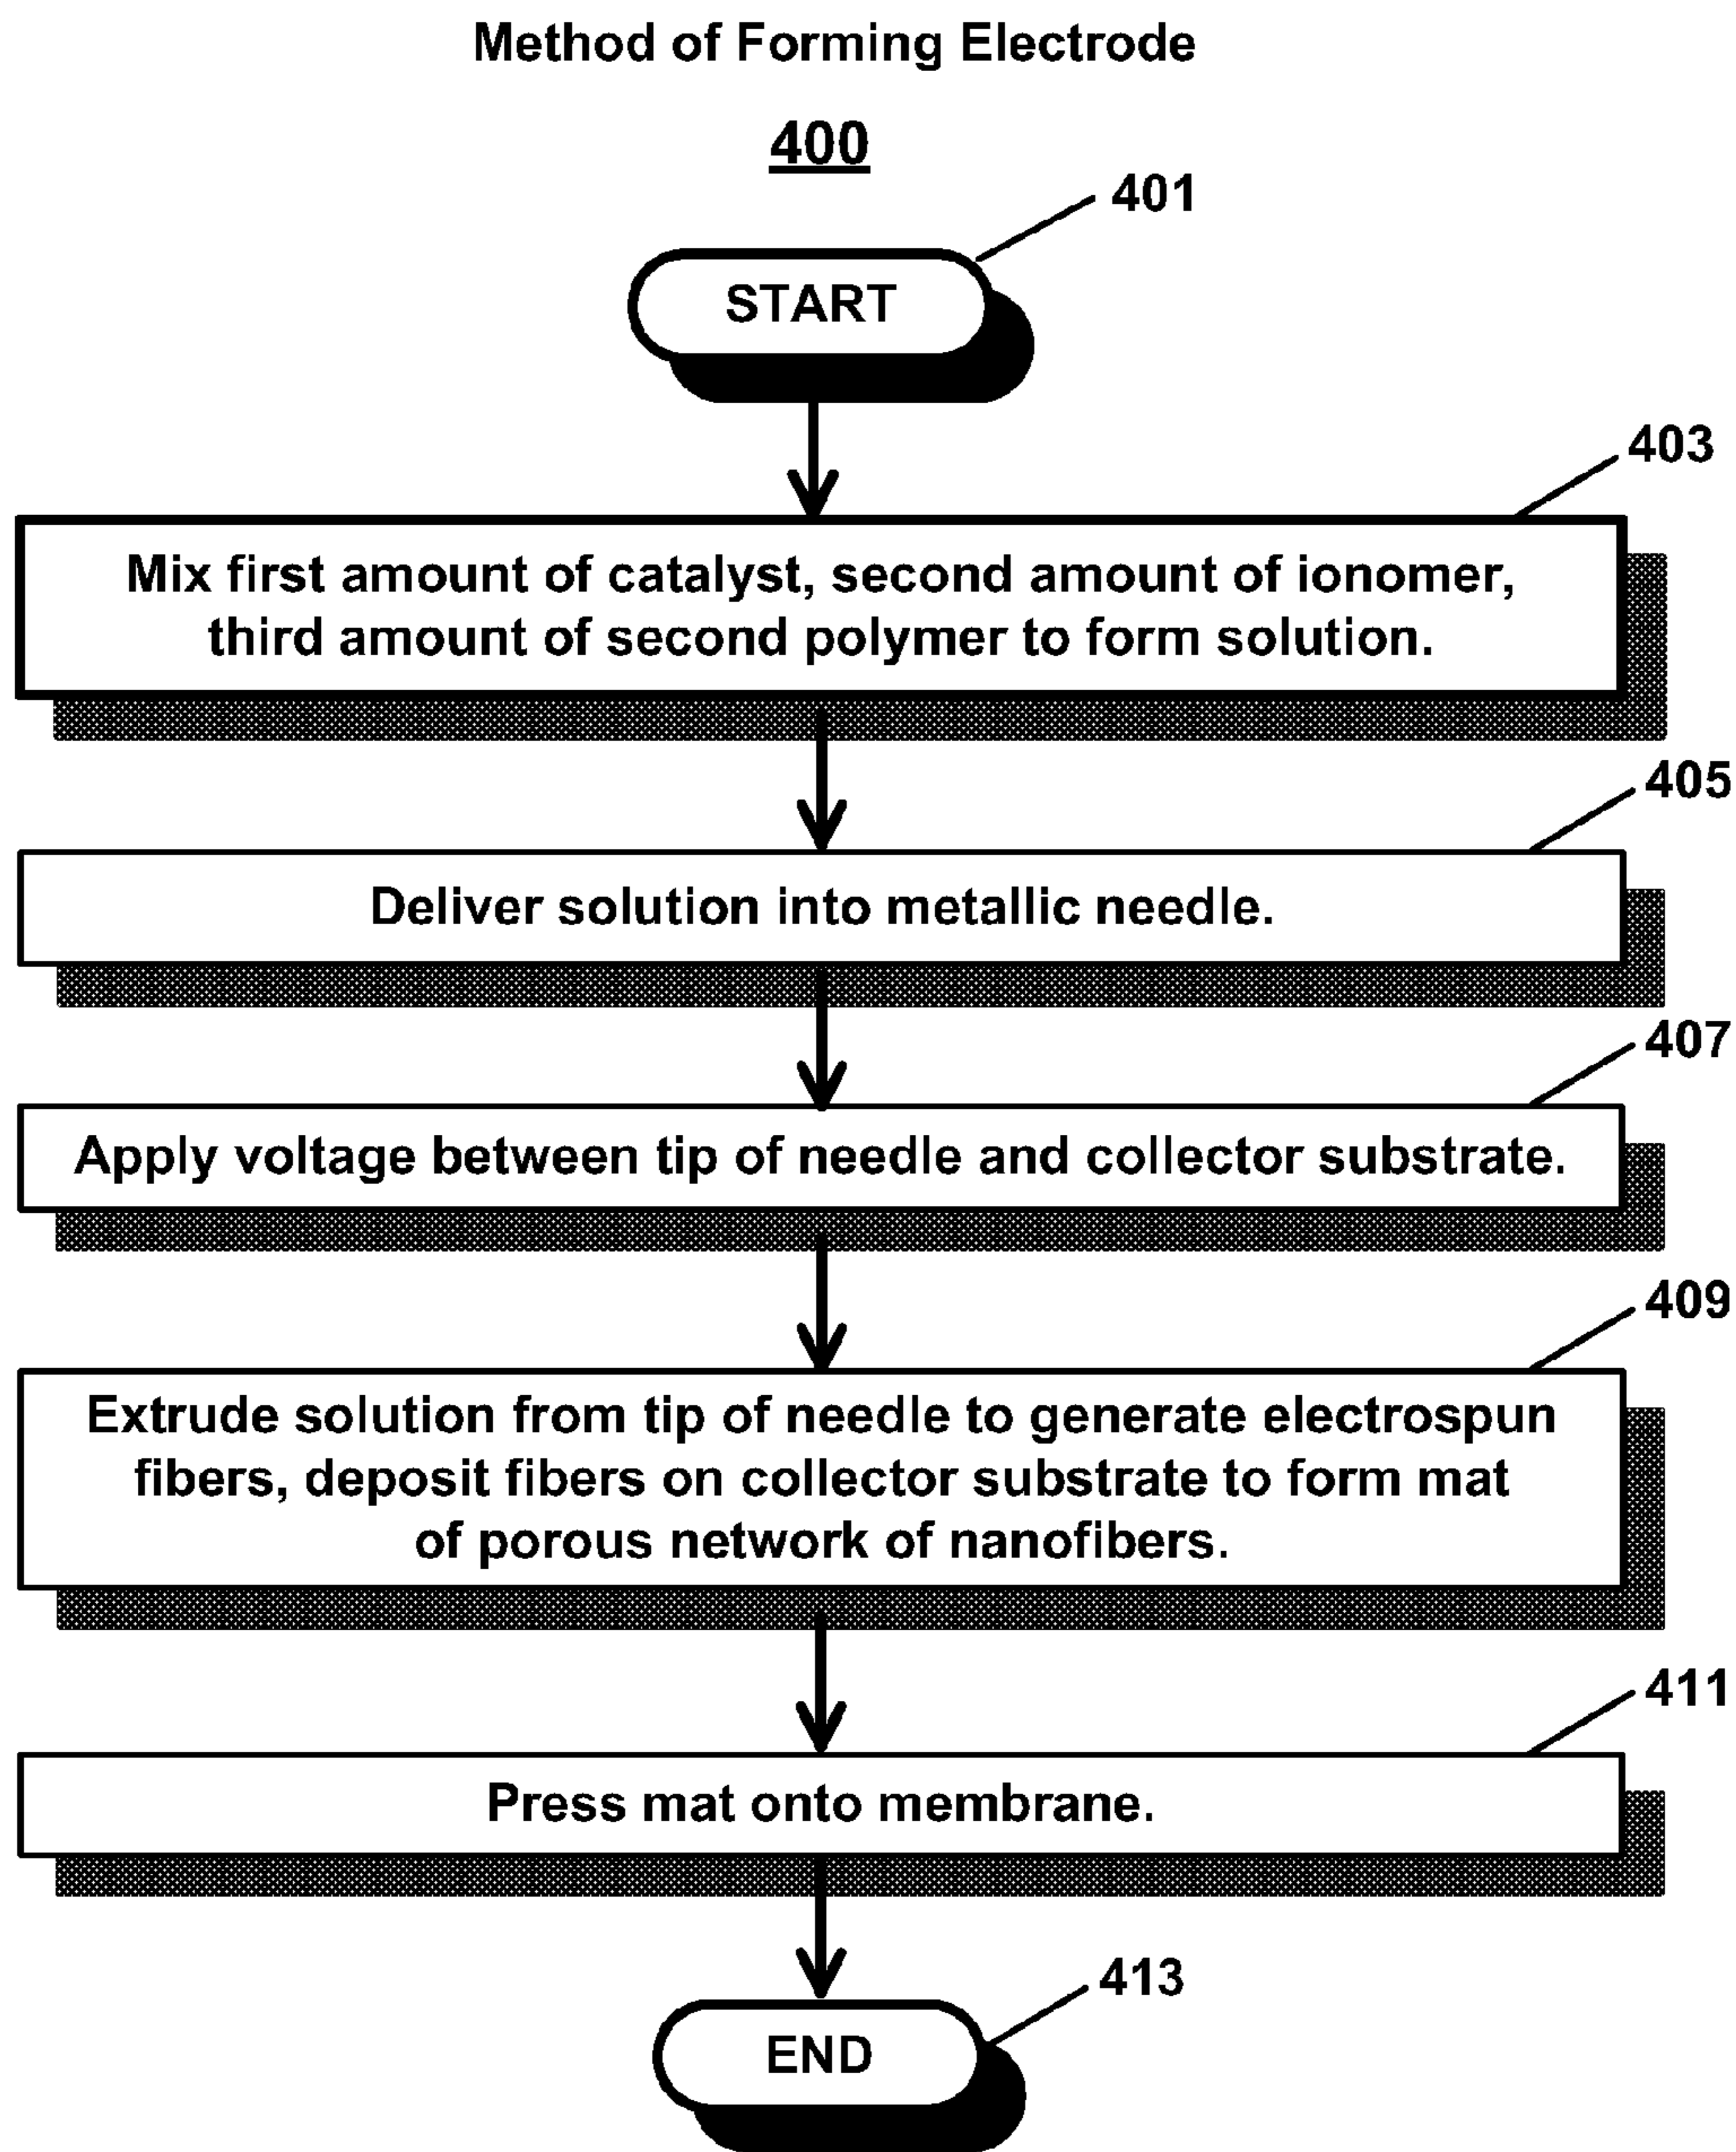 Method of Forming Electrode
400
401
START
403
Mix first amount of catalyst, second amount of ionomer,
third amount of second polymer to form solution.
405
Deliver solution into metallic needle.
407
Apply voltage between tip of needle and collector substrate.
409
Extrude solution from tip of needle to generate electrospun
fibers, deposit fibers on collector substrate to form mat
of porous network of nanofibers.
411
Press mat onto membrane.
413
END